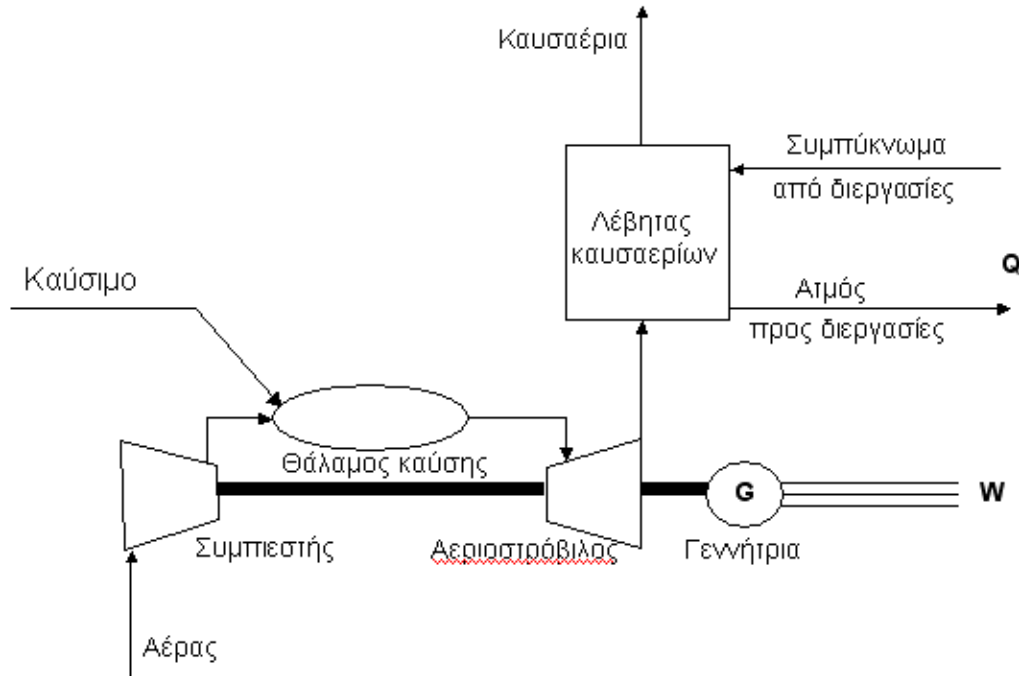 Καυσαέρια
Συμπύκνωμα
από διεργασίες
Λέβητας
καυσαερίων
Q
Καύσιμο
Ατμός
προς διεργασίες
Θάλαμος καύσης
G
W
Συμπιεστής
Αεριοστρόβιλος
Γεννήτρια
Αέρας